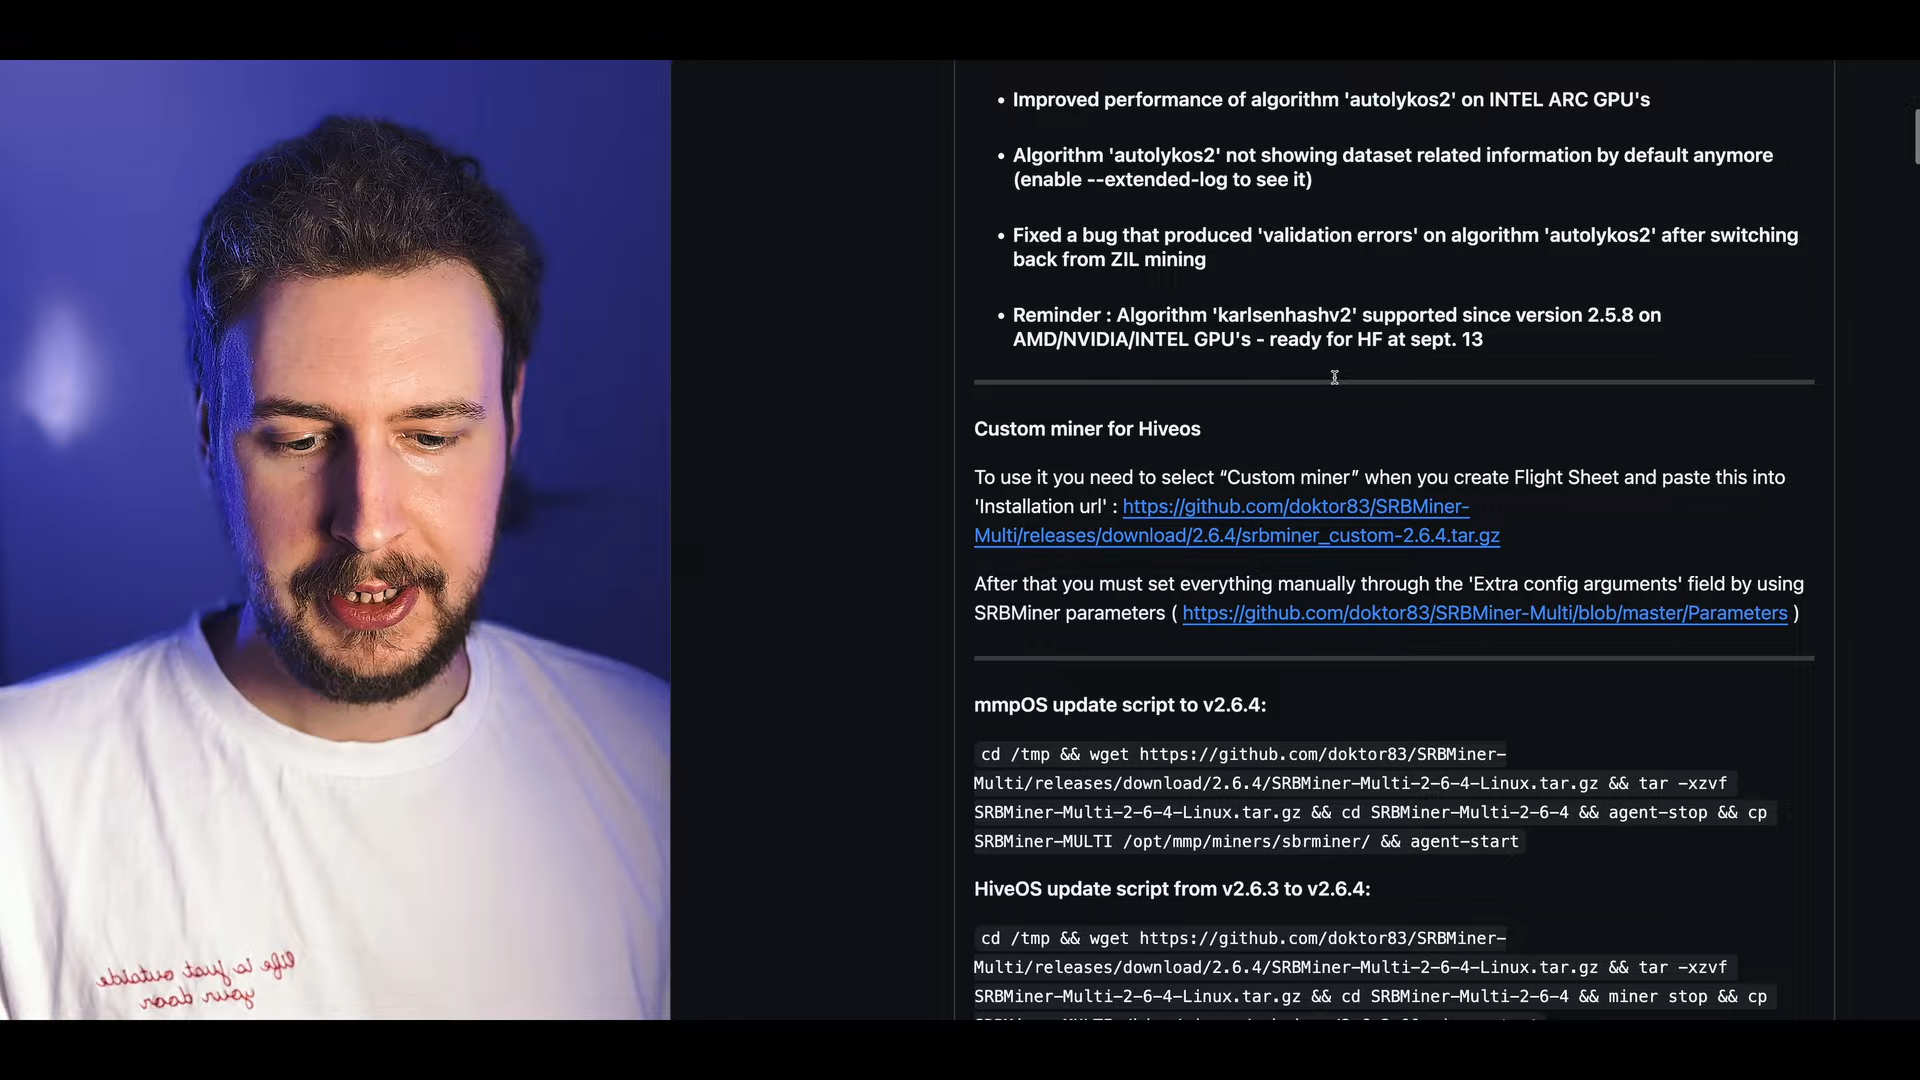 • Improved performance of algorithm 'autolykos2' on INTEL ARC GPU's
• Algorithm 'autolykos2' not showing dataset related information by default anymore
(enable --extended-log to see it)
• Fixed a bug that produced 'validation errors' on algorithm 'autolykos2' after switching
back from ZIL mining
• Reminder : Algorithm 'karlsenhashv2' supported since version 2.5.8 on
AMD/NVIDIA/INTEL GPU's - ready for HF at sept. 13
Custom miner for Hiveos
To use it you need to select “Custom miner” when you create Flight Sheet and paste this into
'Installation url' : https://github.com/doktor83/SRBMiner-
Multi/releases/download/2.6.4/srbminer_custom-2.6.4.tar.gz
After that you must set everything manually through the 'Extra config arguments' field by using
SRBMiner parameters ( https://github.com/doktor83/SRBMiner-Multi/blob/master/Parameters )
mmpOS update script to v2.6.4:
cd /tmp && wget https://github.com/doktor83/SRBMiner-
Multi/releases/download/2.6.4/SRBMiner-Multi-2-6-4-Linux.tar.gz && tar -xzvf
SRBMiner-Multi-2-6-4-Linux.tar.gz && cd SRBMiner-Multi-2-6-4 && agent-stop && cp
SRBMiner-MULTI /opt/mmp/miners/sbrminer/ && agent-start
HiveOS update script from v2.6.3 to v2.6.4:
cd /tmp && wget https://github.com/doktor83/SRBMiner-
Multi/releases/download/2.6.4/SRBMiner-Multi-2-6-4-Linux.tar.gz && tar -xzvf
SRBMiner-Multi-2-6-4-Linux.tar.gz && cd SRBMiner-Multi-2-6-4 && miner stop && cp
life is just outside
your door